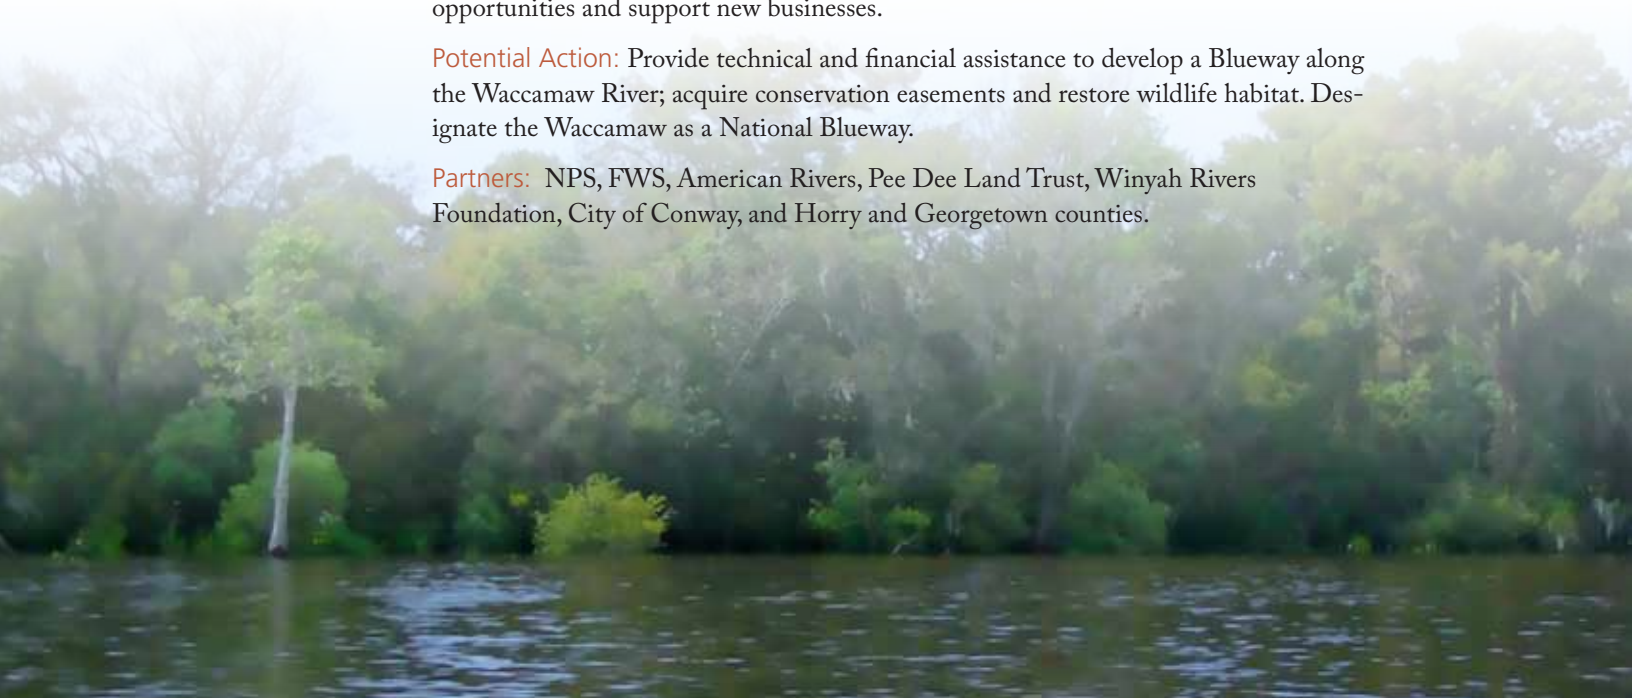 opportunities and support new businesses.
Potential Action: Provide technical and financial assistance to develop a Blueway along
the Waccamaw River; acquire conservation easements and restore wildlife habitat. Des-
ignate the Waccamaw as a National Blueway.
Partners: NPS, FWS, American Rivers, Pee Dee Land Trust, Winyah Rivers
Foundation, City of Conway, and Horry and Georgetown counties.